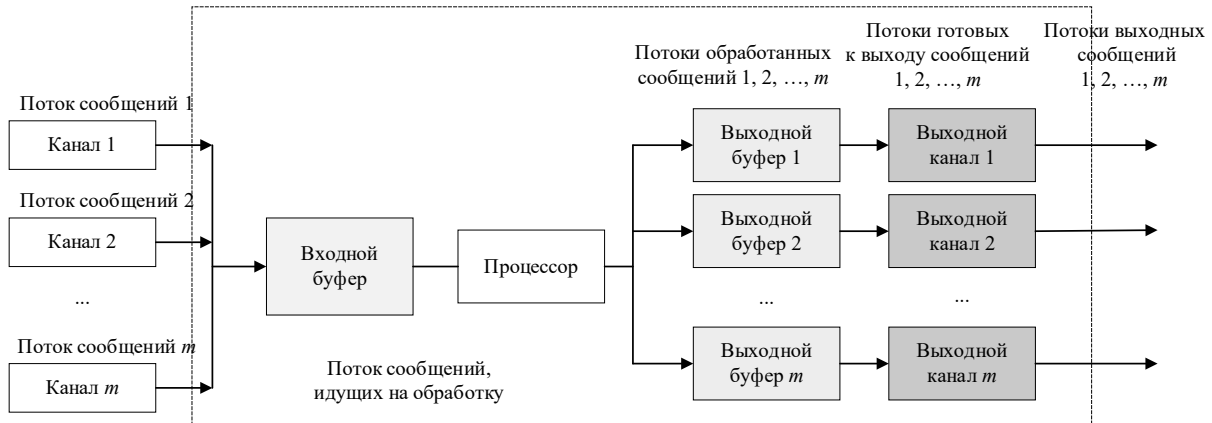 Потоки обработанных
сообщений 1, 2, …, m
Потоки готовых
к выходу сообщений
1, 2, …, m
Потоки выходных
сообщений
1, 2, …, m
Поток сообщений 1
Канал 1
Поток сообщений 2
Канал 2
...
Поток сообщений m
Канал m
Входной
буфер
Процессор
Поток сообщений,
идущих на обработку
Выходной
буфер 1
Выходной
канал 1
Выходной
буфер 2
Выходной
канал 2
...
...
Выходной
буфер m
Выходной
канал m